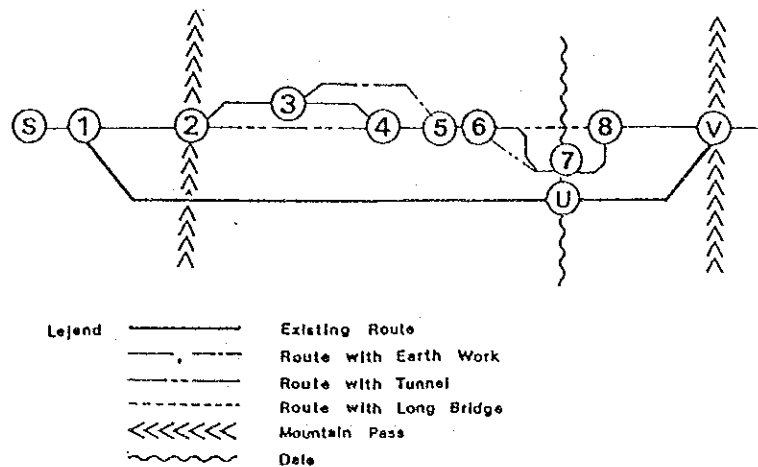 S 1 2 3 4 5 6 7 8 V
U
Lejend Existing Route
Route with Earth Work
Route with Tunnel
Route with Long Bridge
Mountain Pass
Dale